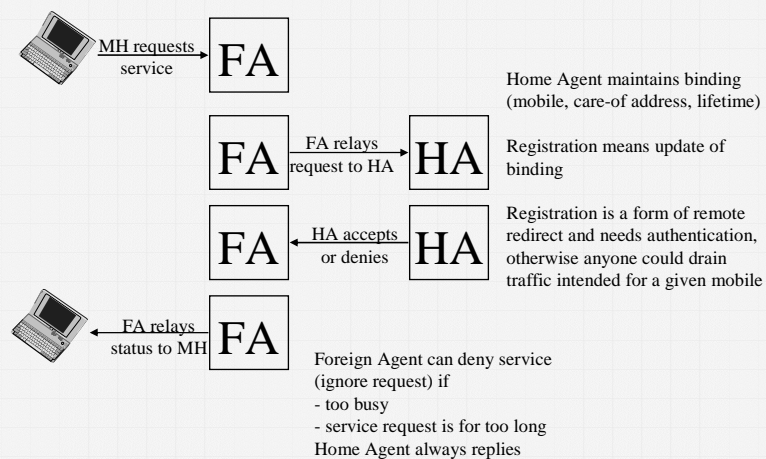 MH requests
service
FA
Home Agent maintains binding
(mobile, care-of address, lifetime)
FA
FA relays
request to HA
HA
Registration means update of
binding
FA
HA accepts
or denies
HA
Registration is a form of remote
redirect and needs authentication,
otherwise anyone could drain
traffic intended for a given mobile
FA relays
status to MH
FA
Foreign Agent can deny service
(ignore request) if
- too busy
- service request is for too long
Home Agent always replies